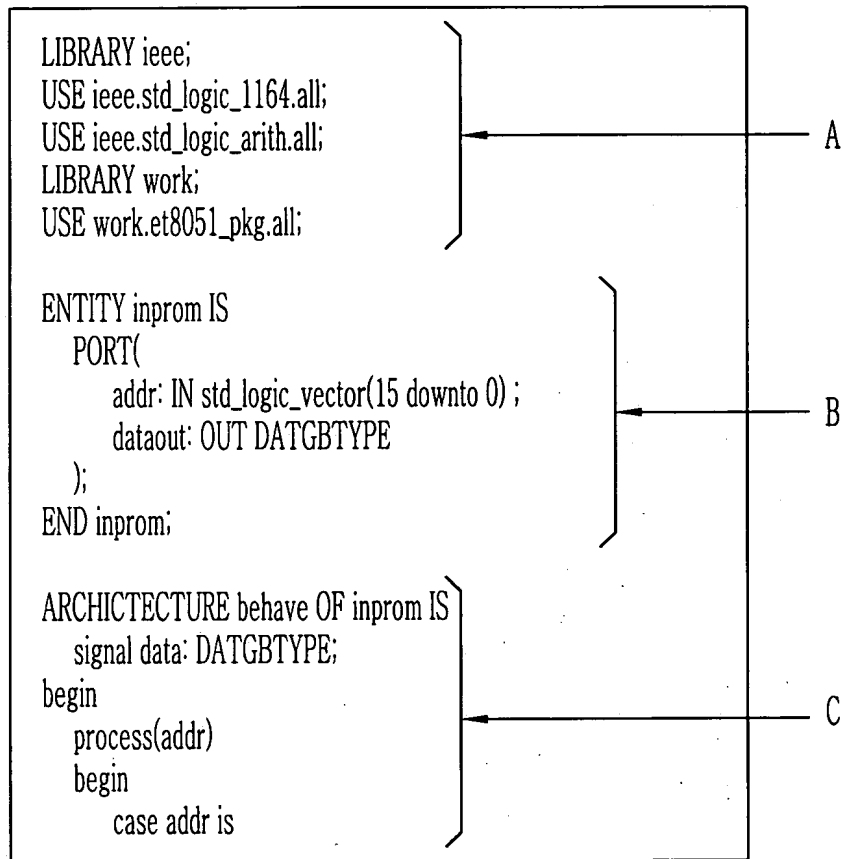 LIBRARY ieee;
USE ieee.std_logic_1164.all;
USE ieee.std_logic_arith.all;
LIBRARY work;
USE work.et8051_pkg.all;
A
ENTITY inprom IS
PORT(
addr: IN std_logic_vector(15 downto 0) ;
dataout: OUT DATGBTYPE
);
END inprom;
B
ARCHICTECTURE behave OF inprom IS
signal data: DATGBTYPE;
begin
process(addr)
begin
case addr is
C